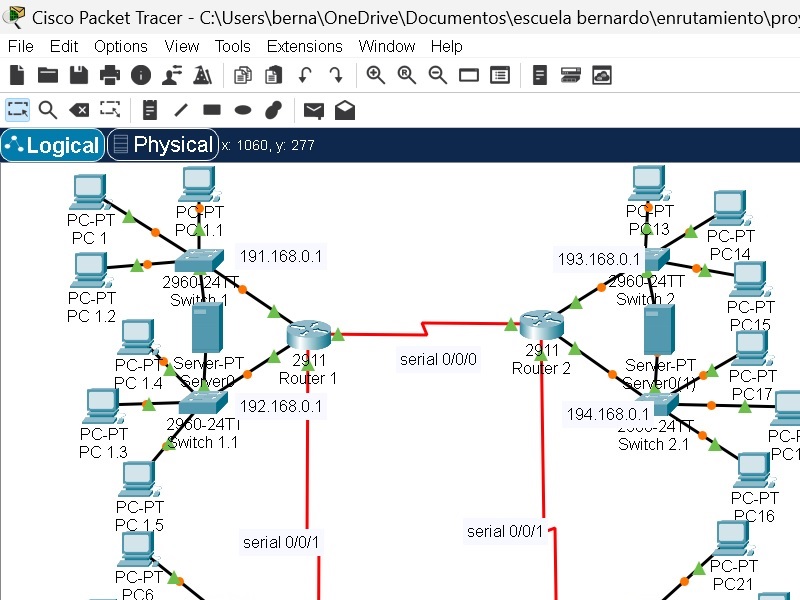 Cisco Packet Tracer - C:\Users\berna\OneDrive\Documentos\escuela bernardo\enrutamiento\proy
File Edit Options View Tools Extensions Window Help
Logical Physical x: 1060, y: 277
PC-PT
PC 1
PC-PT
PC 1.1
191.168.0.1
PC-PT
PC 1.2
2960-24TT
Switch 1
PC-PT
PC 1.4
Server-PT
Server0
2911
Router 1
serial 0/0/0
2911
Router 2
PC-PT
PC 1.3
2960-24TT
Switch 1.1
192.168.0.1
PC-PT
PC 1.5
serial 0/0/1
PC-PT
PC6
PC-PT
PC13
PC-PT
PC14
193.168.0.1
2960-24TT
Switch 2
PC-PT
PC15
Server-PT
Server0(1)
PC-PT
PC17
194.168.0.1
2960-24TT
Switch 2.1
PC-PT
PC-PT
PC16
serial 0/0/1
PC-PT
PC21